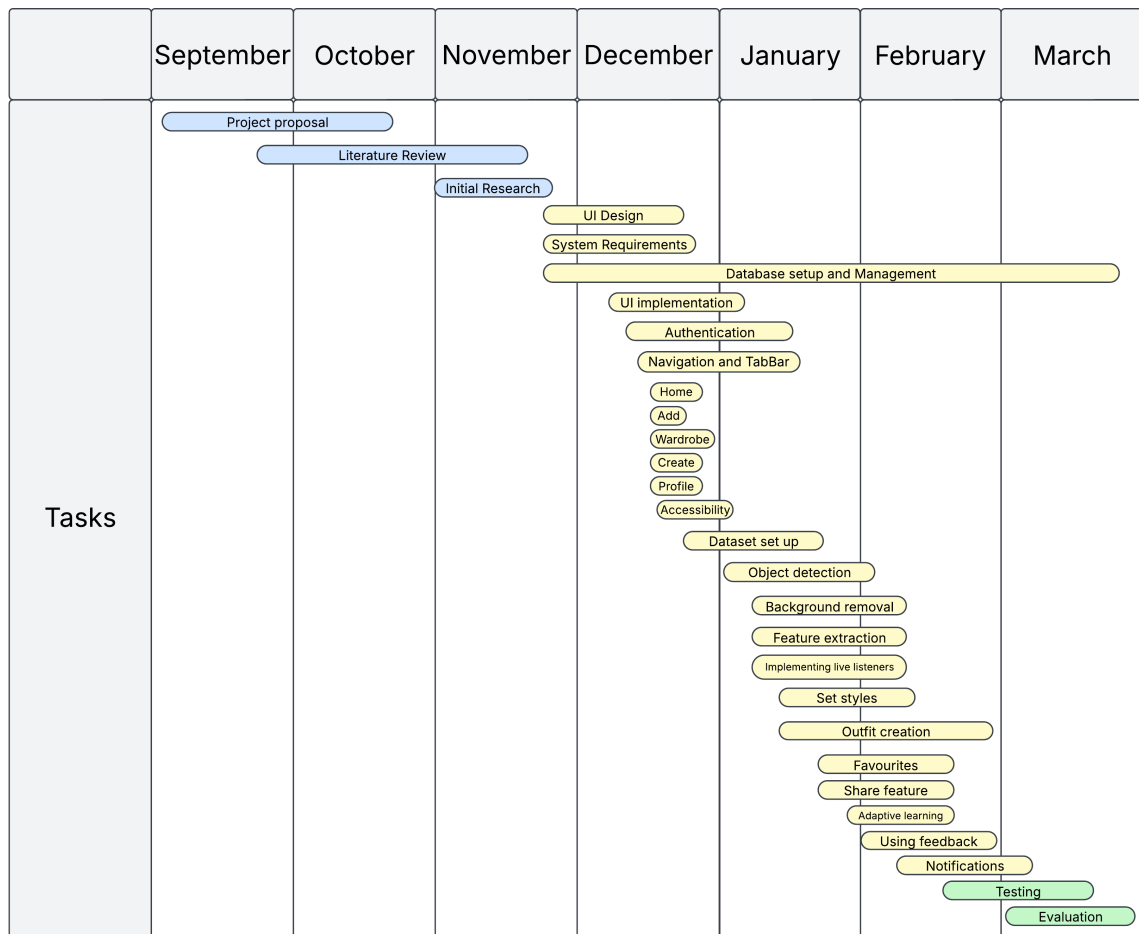 September October November December January February March
Project proposal
Literature Review
Initial Research
UI Design
System Requirements
Database setup and Management
UI implementation
Authentication
Navigation and TabBar
Home
Add
Wardrobe
Create
Profile
Accessibility
Tasks
Dataset set up
Object detection
Background removal
Feature extraction
Implementing live listeners
Set styles
Outfit creation
Favourites
Share feature
Adaptive learning
Using feedback
Notifications
Testing
Evaluation